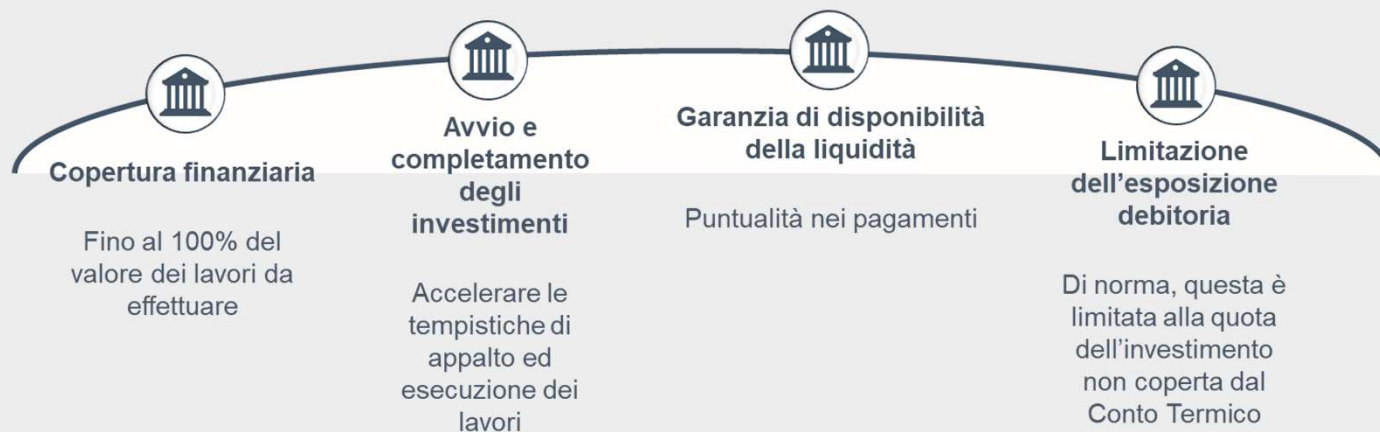 Copertura finanziaria
Fino al 100% del
valore dei lavori da
effettuare
Avvio e
completamento
degli
investimenti
Accelerare le
tempistiche di
appalto ed
esecuzione dei
lavori
Garanzia di disponibilità
della liquidità
Puntualità nei pagamenti
Limitazione
dell’esposizione
debitoria
Di norma, questa è
limitata alla quota
dell’investimento
non coperta dal
Conto Termico